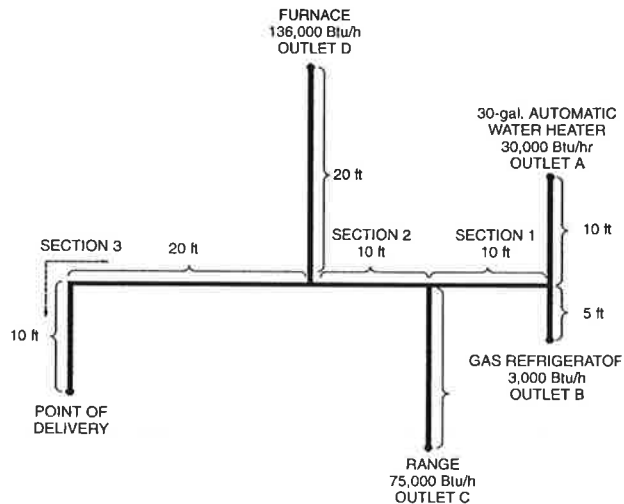 FURNACE
136,000 Btu/h
OUTLET D
30-gal. AUTOMATIC
WATER HEATER
30,000 Btu/hr
OUTLET A
20 ft
10 ft
SECTION 3
20 ft
SECTION 2
10 ft
SECTION 1
10 ft
10 ft
5 ft
POINT OF
DELIVERY
GAS REFRIGERATOF
3,000 Btu/h
OUTLET B
RANGE
75,000 Btu/h
OUTLET C